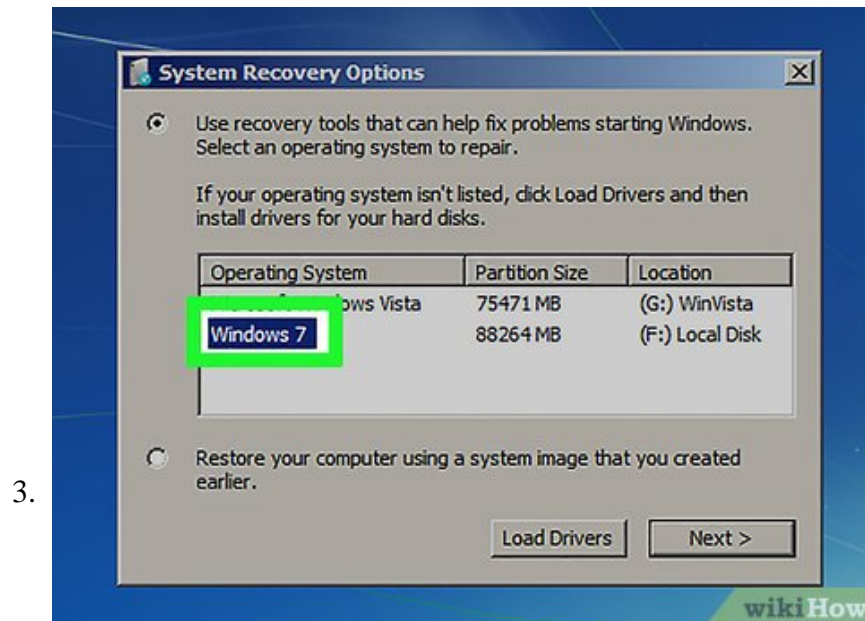 System Recovery Options
Use recovery tools that can help fix problems starting Windows.
Select an operating system to repair.
If your operating system isn't listed, click Load Drivers and then
install drivers for your hard disks.
Operating System Partition Size Location
Vista 75471 MB (G:) WinVista
Windows 7 88264 MB (F:) Local Disk
Restore your computer using a system image that you created
earlier.
3.
Load Drivers Next >
wikiHow